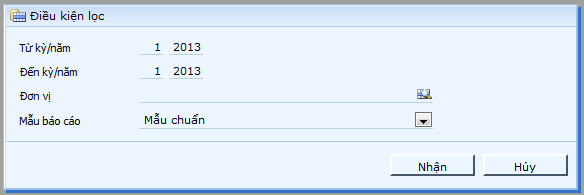 Điều kiện lọc
Từ kỳ/năm 1 2013
Đến kỳ/năm 1 2013
Đơn vị
Mẫu báo cáo Mẫu chuẩn
Nhận Hủy